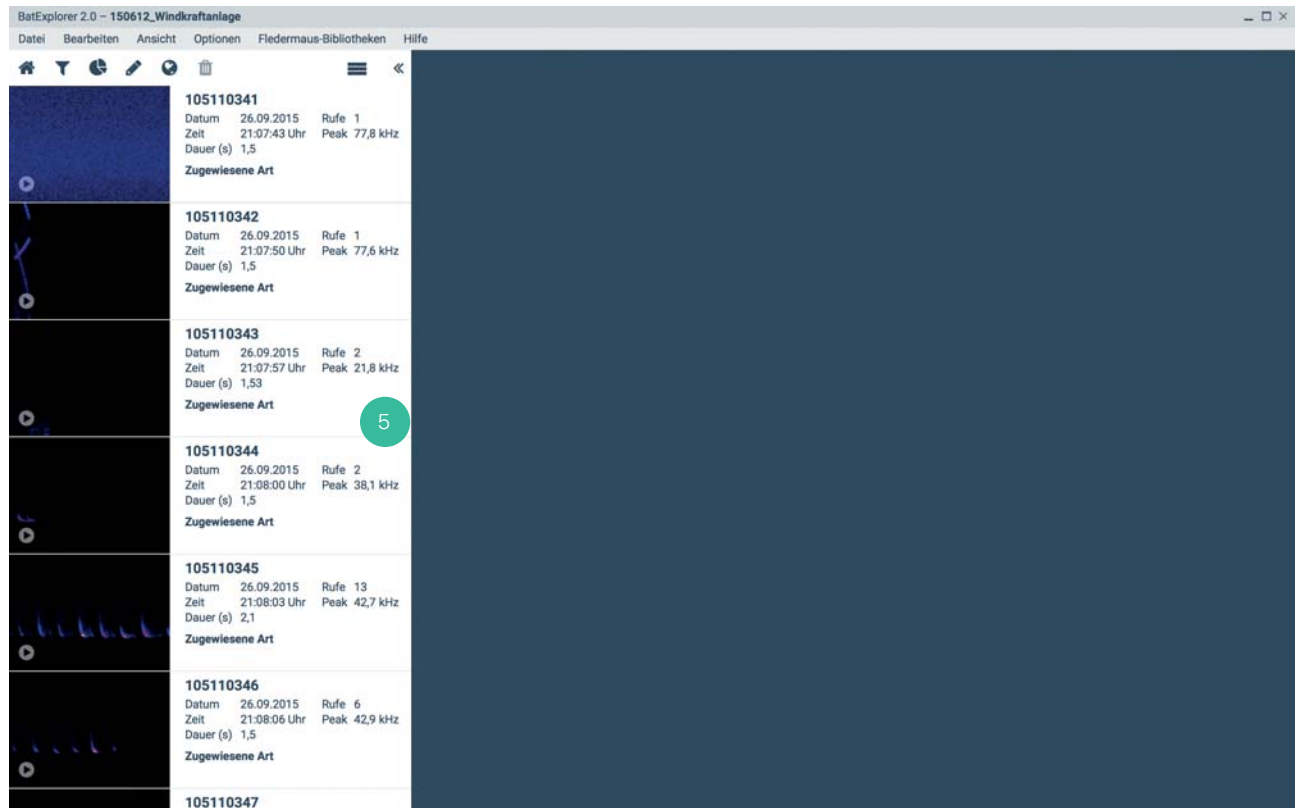 BatExplorer 2.0 – 150612_Windkraftanlage
Datei Bearbeiten Ansicht Optionen Fledermaus-Bibliotheken Hilfe
105110341
Datum 26.09.2015 Rufe 1
Zeit 21:07:43 Uhr Peak 77,8 kHz
Dauer (s) 1,5
Zugewiesene Art
105110342
Datum 26.09.2015 Rufe 1
Zeit 21:07:50 Uhr Peak 77,6 kHz
Dauer (s) 1,5
Zugewiesene Art
105110343
Datum 26.09.2015 Rufe 2
Zeit 21:07:57 Uhr Peak 21,8 kHz
Dauer (s) 1,53
Zugewiesene Art
5
105110344
Datum 26.09.2015 Rufe 2
Zeit 21:08:00 Uhr Peak 38,1 kHz
Dauer (s) 1,5
Zugewiesene Art
105110345
Datum 26.09.2015 Rufe 13
Zeit 21:08:03 Uhr Peak 42,7 kHz
Dauer (s) 2,1
Zugewiesene Art
105110346
Datum 26.09.2015 Rufe 6
Zeit 21:08:06 Uhr Peak 42,9 kHz
Dauer (s) 1,5
Zugewiesene Art
105110347